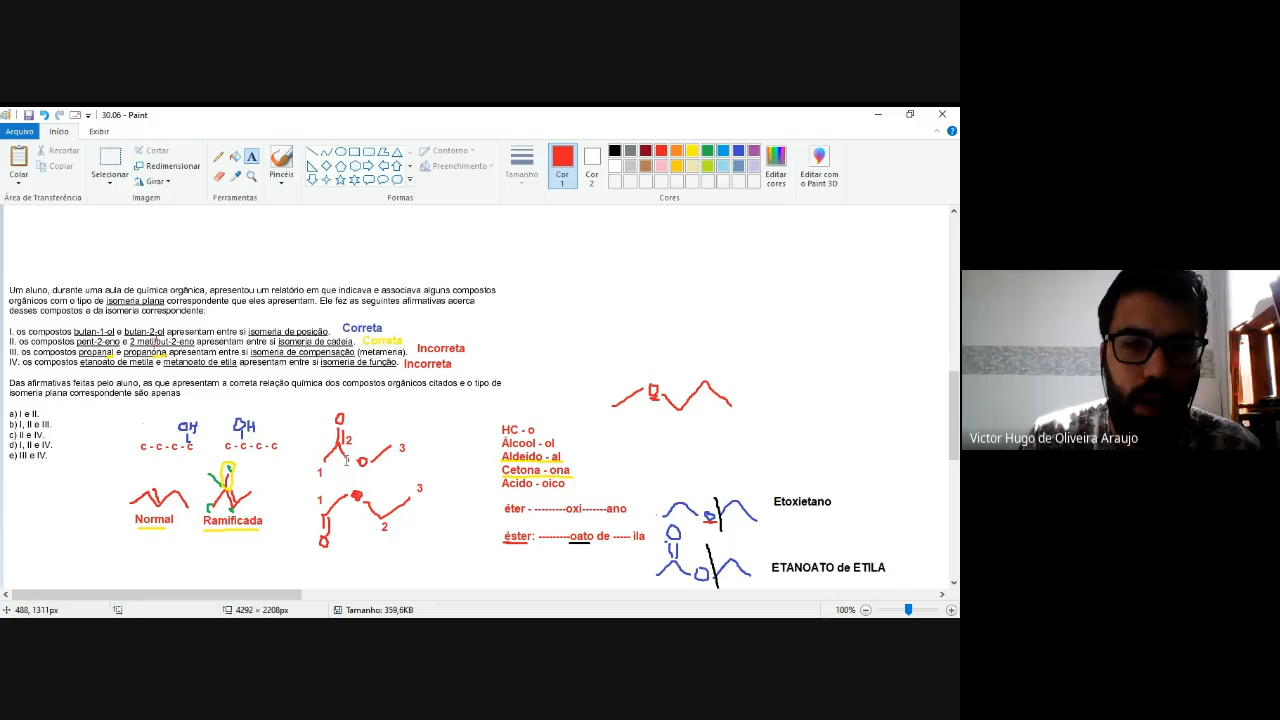 30.06 - Paint
Arquivo Início Exibir
Colar
Recortar
Copiar
Área de Transferência
Selecionar
Cortar
Redimensionar
Girar
Imagem
A
Ferramentas
Pincéis
Contorno
Preenchimento
Formas
Tamanho
Cor 1
Cor 2
Editar cores
Editar com o Paint 3D
Cores
Um aluno, durante uma aula de química orgânica, apresentou um relatório em que indicava e associava alguns compostos
orgânicos com o tipo de isomeria plana correspondente que eles apresentam. Ele fez as seguintes afirmativas acerca
desses compostos e da isomeria correspondente:
I. os compostos butan-1-ol e butan-2-ol apresentam entre si isomeria de posição. Correta
II. os compostos pent-2-eno e 2 metilbut-2-eno apresentam entre si isomeria de cadeia. Correta
III. os compostos propanal e propanona apresentam entre si isomeria de compensação (metameria). Incorreta
IV. os compostos etanoato de metila e metanoato de etila apresentam entre si isomeria de função. Incorreta
Das afirmativas feitas pelo aluno, as que apresentam a correta relação química dos compostos orgânicos citados e o tipo de
isomeria plana correspondente são apenas
a) I e II.
b) I, II e III.
c) II e IV.
d) I, II e IV.
e) III e IV.
OH OH
C - C - C - C C - C - C - C
Normal Ramificada
O
2
1 O 3
1 3
2
O
O
HC - o
Álcool - ol
Aldeído - al
Cetona - ona
Ácido - oico
éter - ---------oxi-------ano
éster: ---------oato de ----- ila
O
Etoxietano
O
O
ETANOATO de ETILA
488, 1311px
4292 × 2208px
Tamanho: 359,6KB
100%
Victor Hugo de Oliveira Araujo